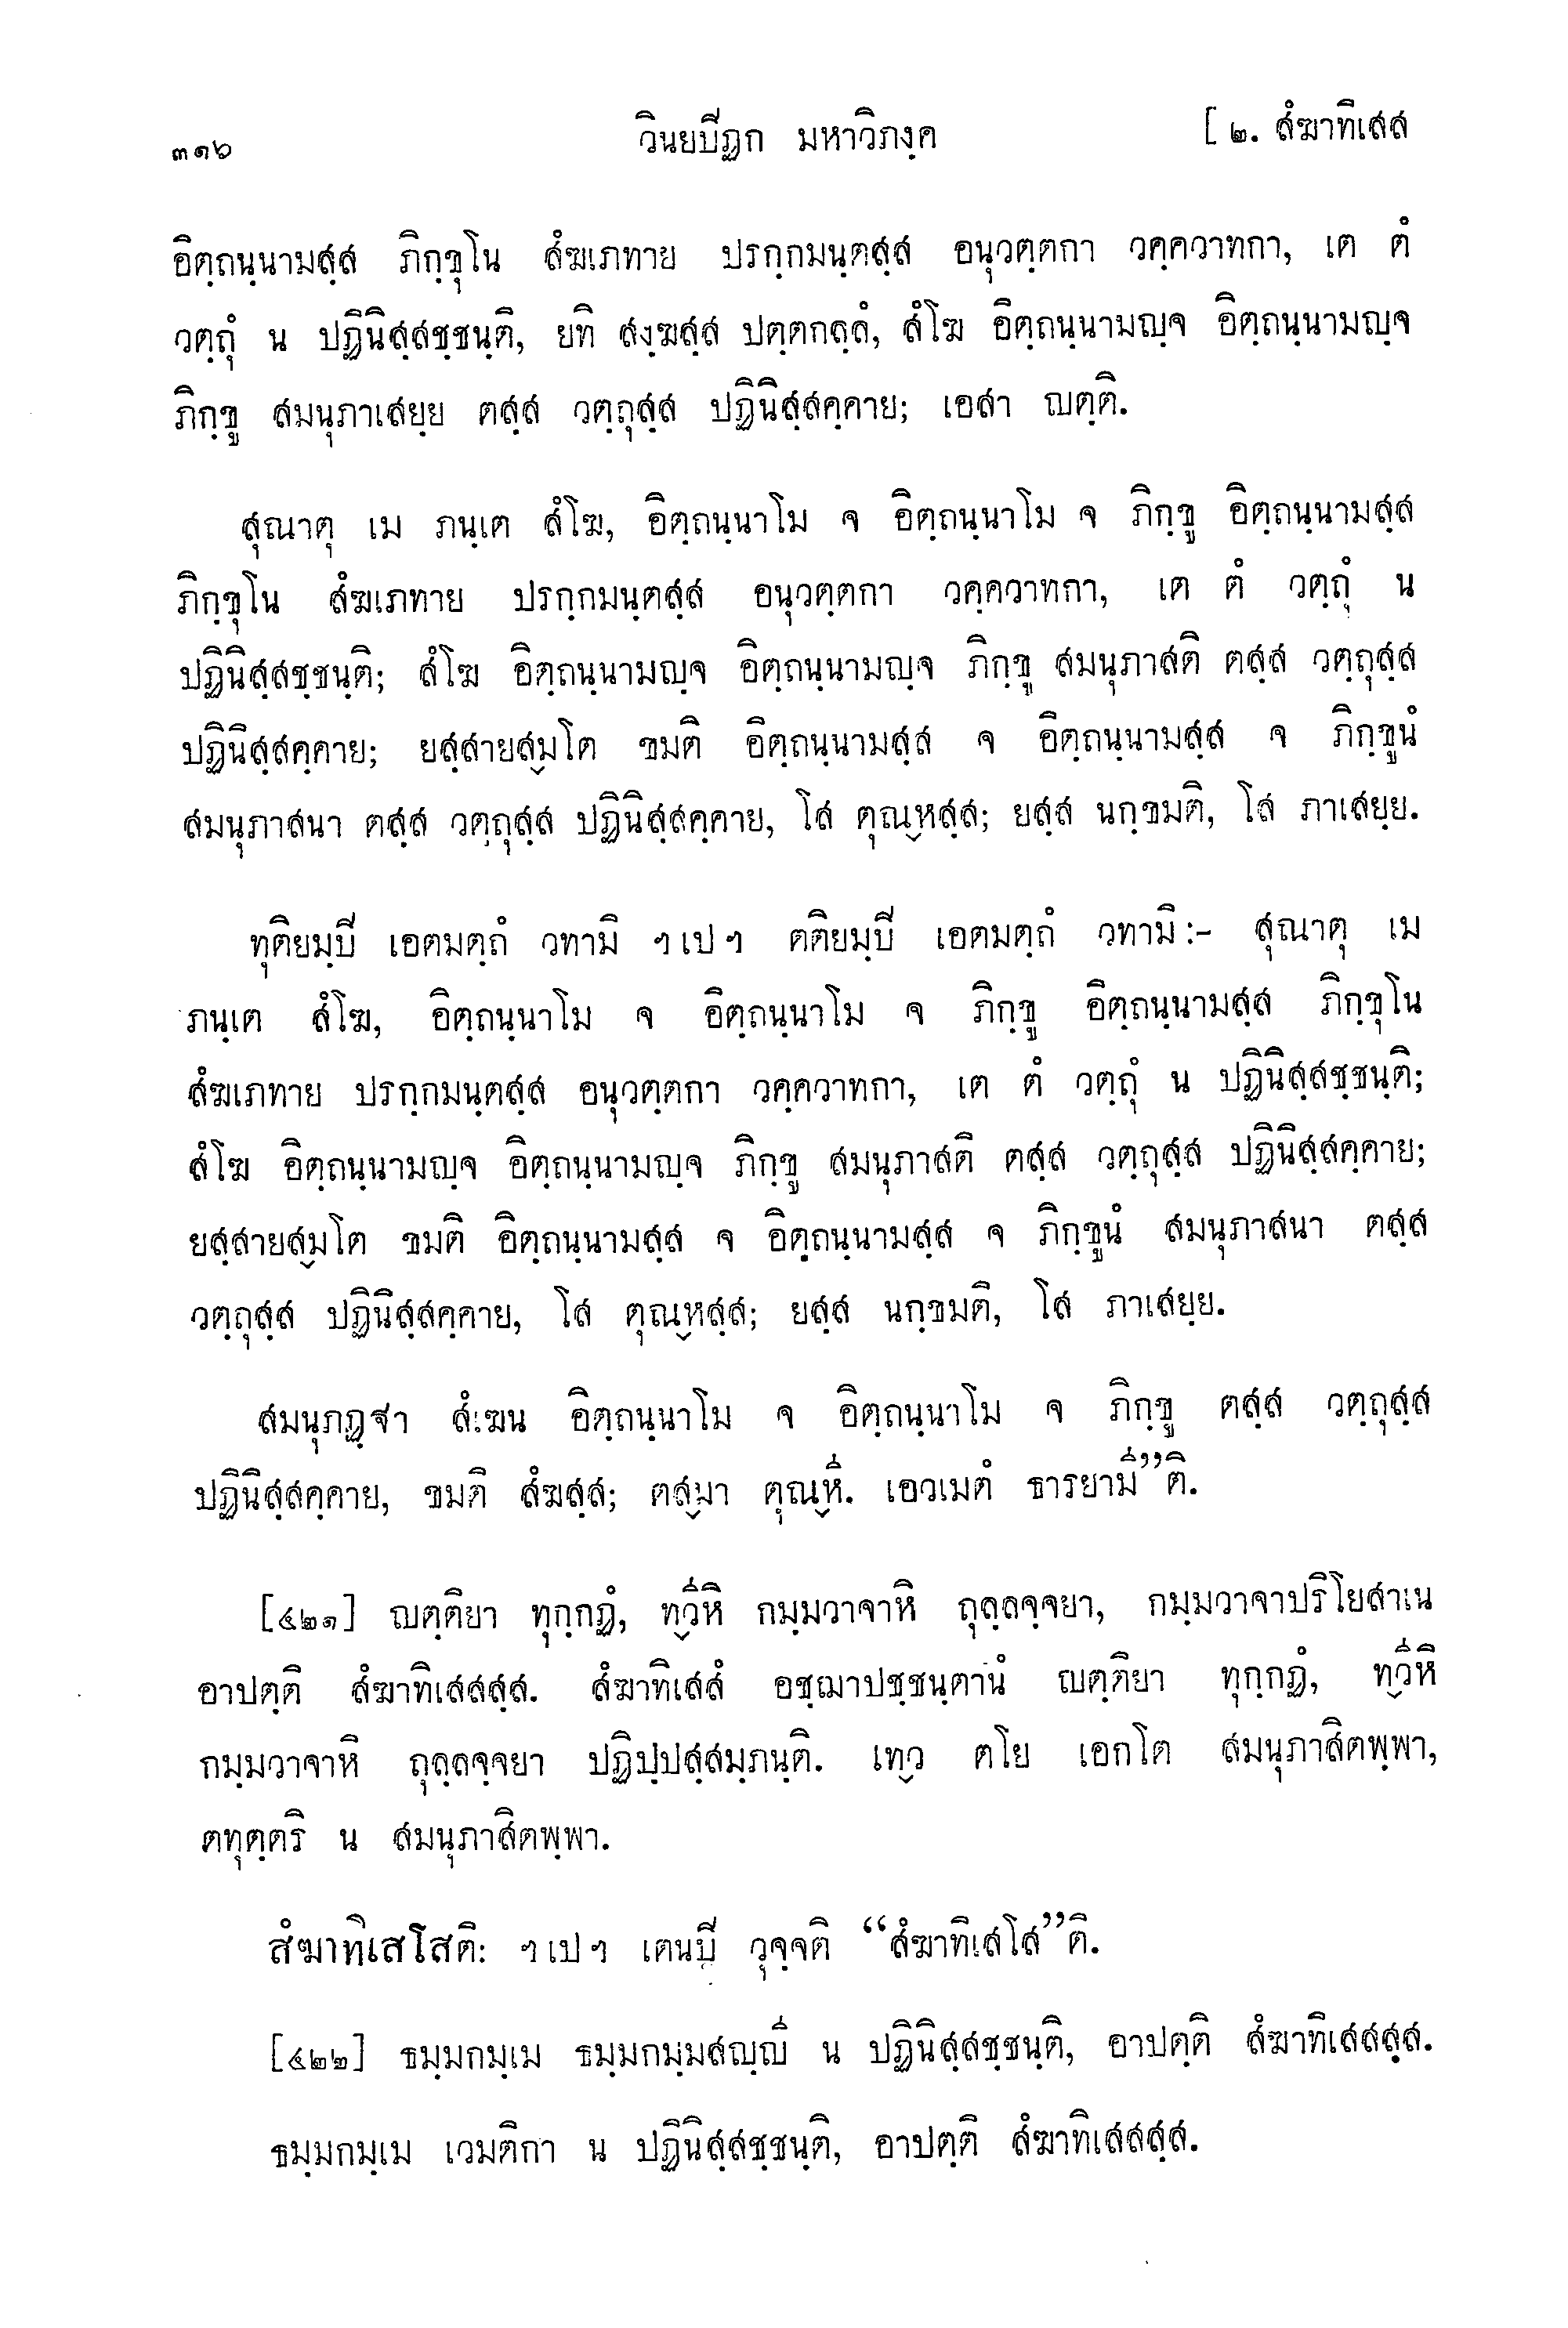 ๓๑๖ วินยปิฏก มหาวิภงฺค [ ๒. สํฆาทิเสส
อิตฺถนฺนามสฺส ภิกฺขุโน สํฆเภทาย ปรกฺกมนฺตสฺส อนุวตฺตกา วคฺควาทกา, เต ตํ
วตฺถุํ น ปฏินิสฺสชฺชนฺติ, ยทิ สงฺฆสฺส ปตฺตกลฺลํ, สํโฆ อิตฺถนฺนามญฺจ อิตฺถนฺนามญฺจ
ภิกฺขู สมนุภาเสยฺย ตสฺส วตฺถุสฺส ปฏินิสฺสคฺคาย; เอสา ญตฺติ.
สุณาตุ เม ภนฺเต สํโฆ, อิตฺถนฺนาโม จ อิตฺถนฺนาโม จ ภิกฺขู อิตฺถนฺนามสฺส
ภิกฺขุโน สํฆเภทาย ปรกฺกมนฺตสฺส อนุวตฺตกา วคฺควาทกา, เต ตํ วตฺถุํ น
ปฏินิสฺสชฺชนฺติ; สํโฆ อิตฺถนฺนามญฺจ อิตฺถนฺนามญฺจ ภิกฺขู สมนุภาสติ ตสฺส วตฺถุสฺส
ปฏินิสฺสคฺคาย; ยสฺสายสฺมโต ขมติ อิตฺถนฺนามสฺส จ อิตฺถนฺนามสฺส จ ภิกฺขูนํ
สมนุภาสนา ตสฺส วตฺถุสฺส ปฏินิสฺสคฺคาย, โส ตุณฺหสฺส; ยสฺส นกฺขมติ, โส ภาเสยฺย.
ทุติยมฺปิ เอตมตฺถํ วทามิ ฯ เป ฯ ตติยมฺปิ เอตมตฺถํ วทามิ :- สุณาตุ เม
ภนฺเต สํโฆ, อิตฺถนฺนาโม จ อิตฺถนฺนาโม จ ภิกฺขู อิตฺถนฺนามสฺส ภิกฺขุโน
สํฆเภทาย ปรกฺกมนฺตสฺส อนุวตฺตกา วคฺควาทกา, เต ตํ วตฺถุํ น ปฏินิสฺสชฺชนฺติ;
สํโฆ อิตฺถนฺนามญฺจ อิตฺถนฺนามญฺจ ภิกฺขู สมนุภาสติ ตสฺส วตฺถุสฺส ปฏินิสฺสคฺคาย;
ยสฺสายสฺมโต ขมติ อิตฺถนฺนามสฺส จ อิตฺถนฺนามสฺส จ ภิกฺขูนํ สมนุภาสนา ตสฺส
วตฺถุสฺส ปฏินิสฺสคฺคาย, โส ตุณฺหสฺส; ยสฺส นกฺขมติ, โส ภาเสยฺย.
สมนุภฏฺฐา สํเฆน อิตฺถนฺนาโม จ อิตฺถนฺนาโม จ ภิกฺขู ตสฺส วตฺถุสฺส
ปฏินิสฺสคฺคาย, ขมติ สํฆสฺส; ตสฺมา ตุณฺหี. เอวเมตํ ธารยามี”ติ.
[๔๒๑] ญตฺติยา ทุกฺกฏํ, ทฺวีหิ กมฺมวาจาหิ ถุลฺลจฺจยา, กมฺมวาจาปริโยสาเน
อาปตฺติ สํฆาทิเสสสฺส. สํฆาทิเสสํ อชฺฌาปชฺชนฺตานํ ญตฺติยา ทุกฺกฏํ, ทฺวีหิ
กมฺมวาจาหิ ถุลฺลจฺจยา ปฏิปฺปสฺสมฺภนฺติ. เทฺว ตโย เอกโต สมนุภาสิตพฺพา,
ตทุตฺตริ น สมนุภาสิตพฺพา.
สํฆาทิเสโสติ: ฯ เป ฯ เตนปิ วุจฺจติ “สํฆาทิเสโส”ติ.
[๔๒๒] ธมฺมกมฺเม ธมฺมกมฺมสญฺญี น ปฏินิสฺสชฺชนฺติ, อาปตฺติ สํฆาทิเสสสฺส.
ธมฺมกมฺเม เวมติกา น ปฏินิสฺสชฺชนฺติ, อาปตฺติ สํฆาทิเสสสฺส.